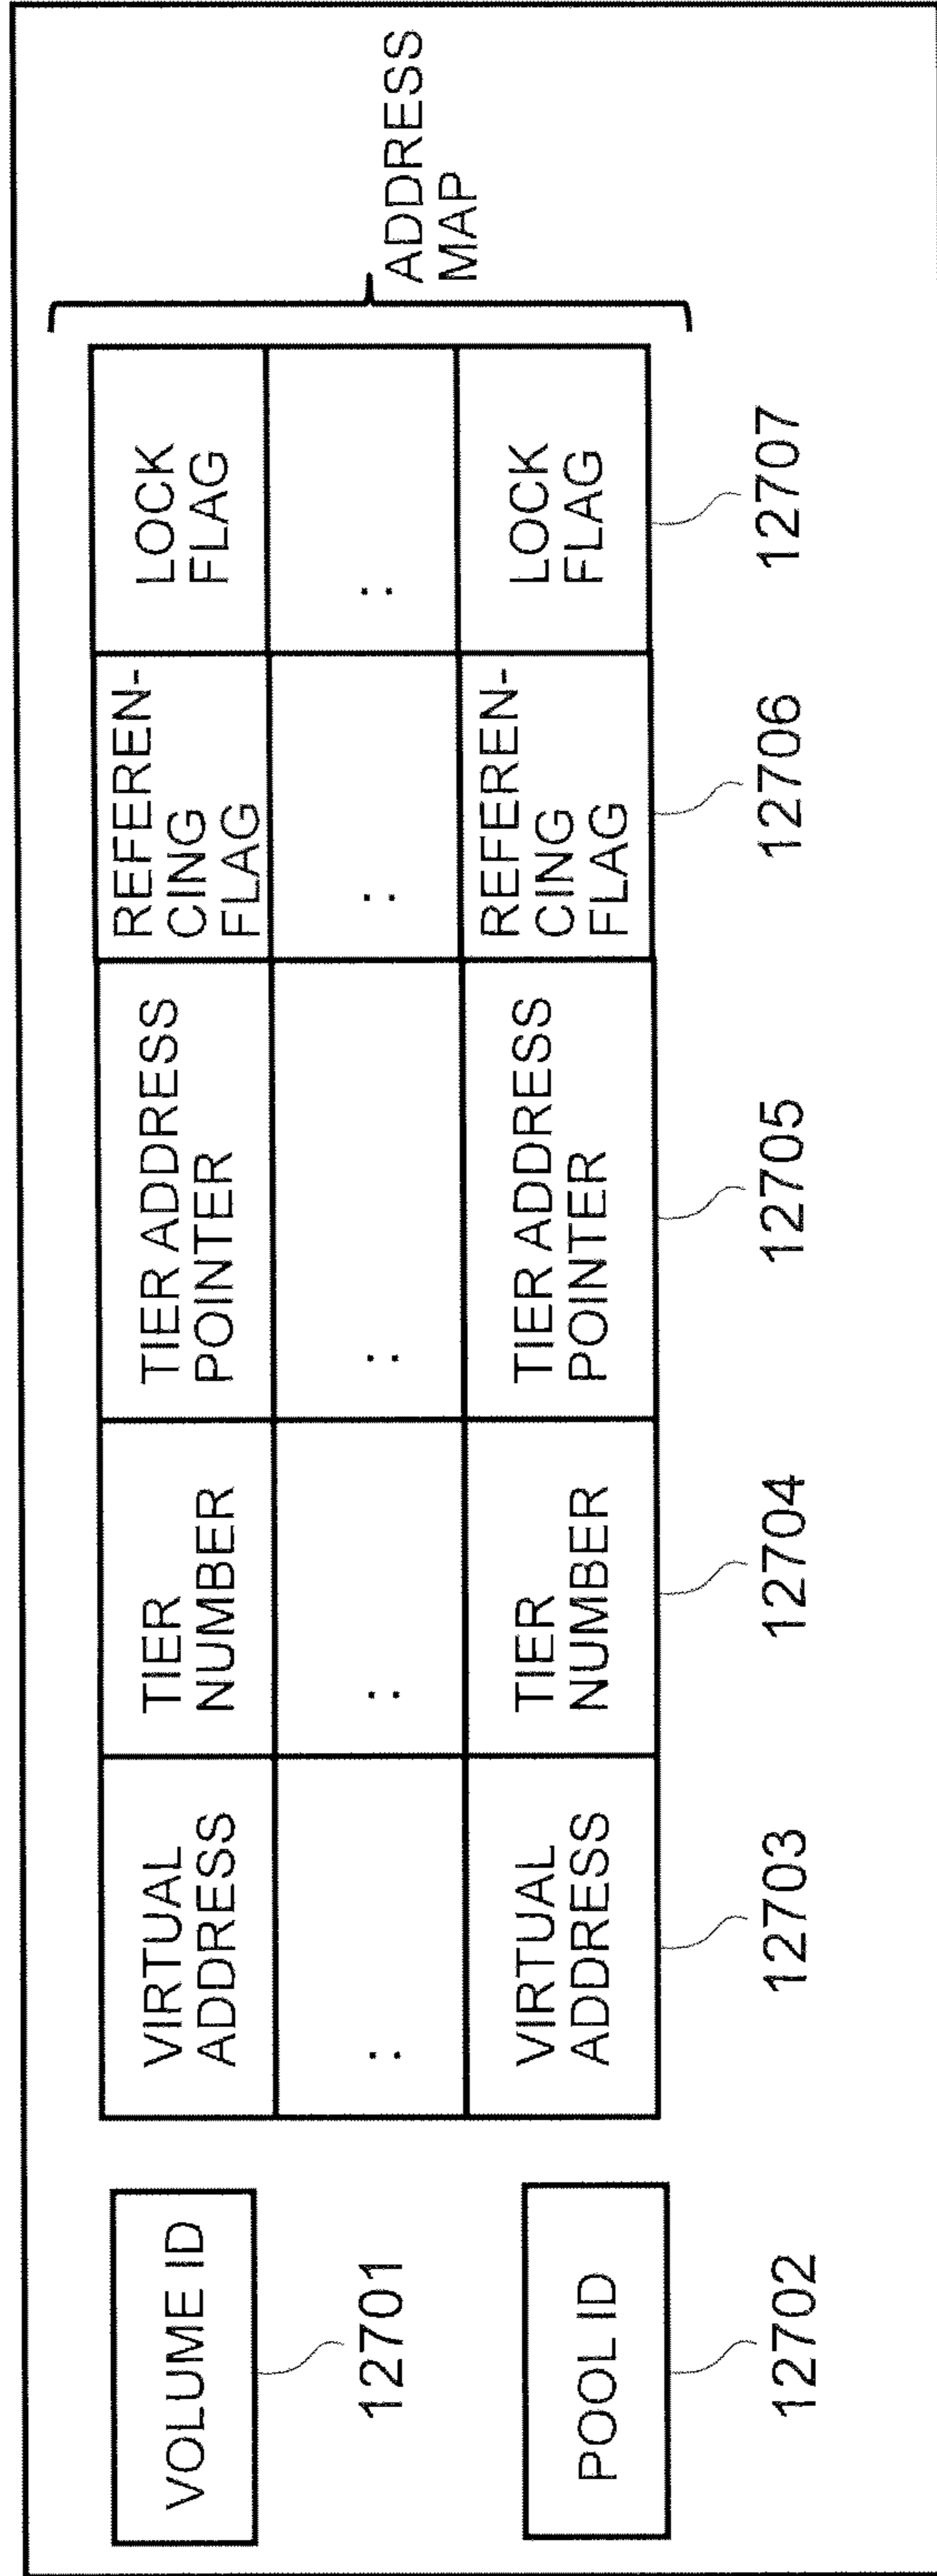 VOLUME ID
12701
POOL ID
12702
VIRTUAL
ADDRESS
TIER
NUMBER
TIER ADDRESS
POINTER
REFEREN-
CING
FLAG
LOCK
FLAG
:
:
:
:
:
VIRTUAL
ADDRESS
TIER
NUMBER
TIER ADDRESS
POINTER
REFEREN-
CING
FLAG
LOCK
FLAG
12703
12704
12705
12706
12707
ADDRESS
MAP